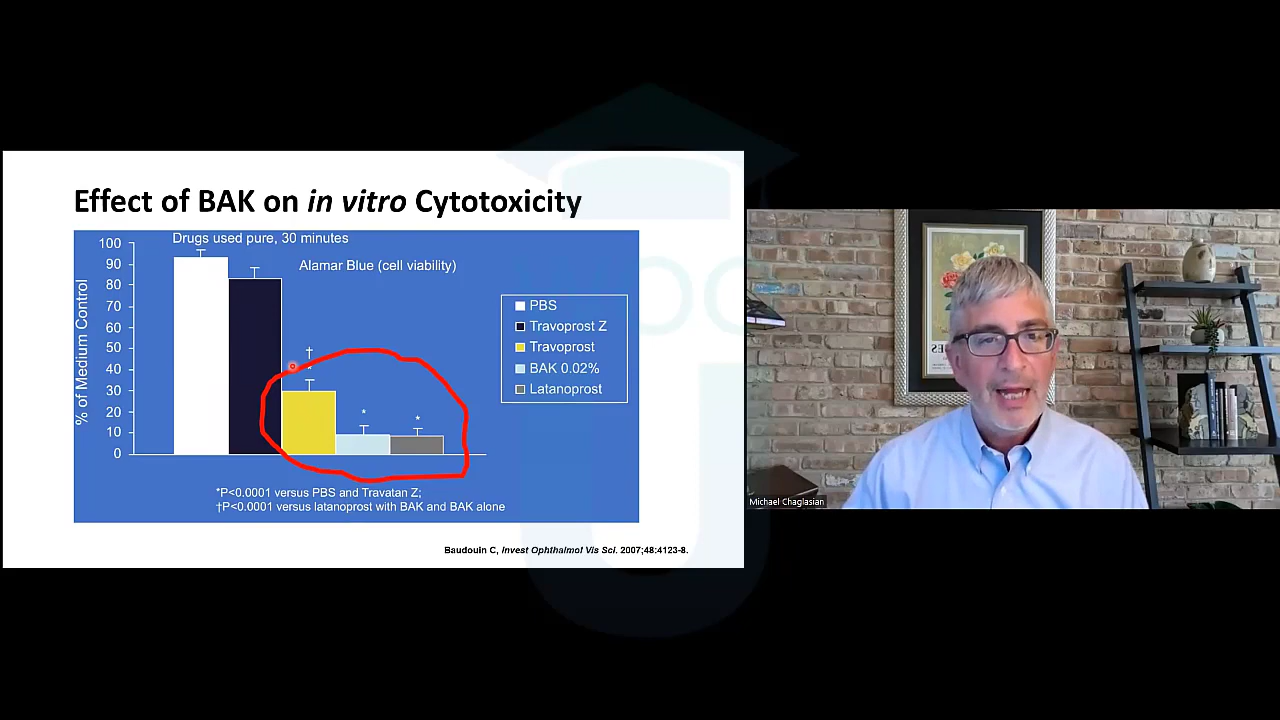 Effect of BAK on in vitro Cytotoxicity
Drugs used pure, 30 minutes
Alamar Blue (cell viability)
% of Medium Control
100
90
80
70
60
50
40
30
20
10
0
†
*
*
*
PBS
Travoprost Z
Travoprost
BAK 0.02%
Latanoprost
*P<0.0001 versus PBS and Travatan Z;
†P<0.0001 versus latanoprost with BAK and BAK alone
Baudouin C, Invest Ophthalmol Vis Sci. 2007;48:4123-8.
Michael Chaglasian